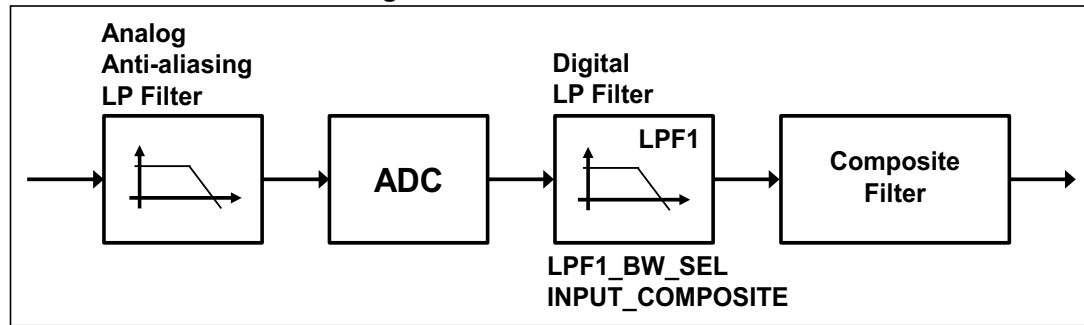 Analog
Anti-aliasing
LP Filter
ADC
Digital
LP Filter
LPF1
LPF1_BW_SEL
INPUT_COMPOSITE
Composite
Filter